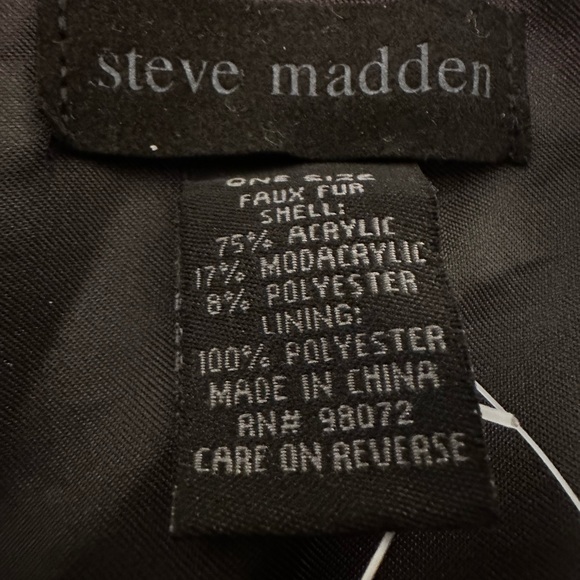 steve madden
ONE SIZE
FAUX FUR
SHELL:
75% ACRYLIC
17% MODACRYLIC
8% POLYESTER
LINING:
100% POLYESTER
MADE IN CHINA
RN# 98072
CARE ON REVERSE